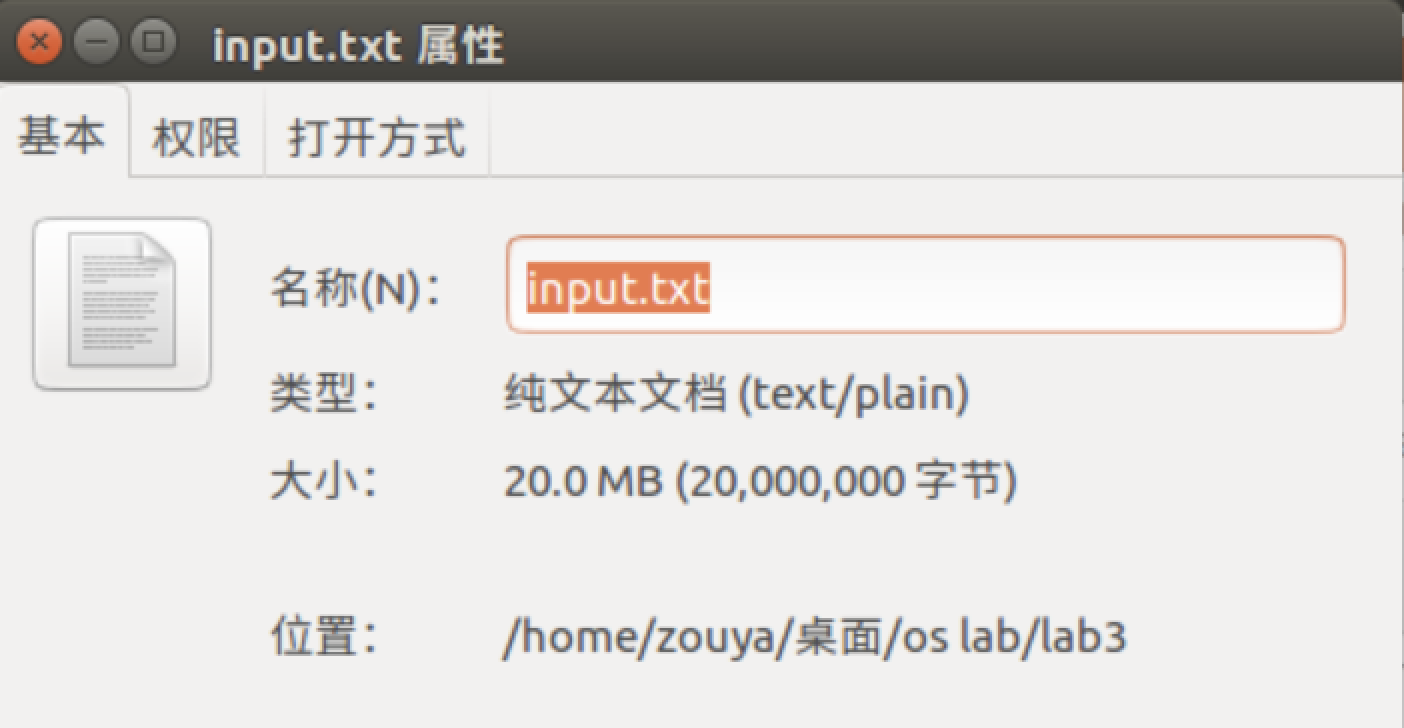 input.txt 属性
基本 权限 打开方式
名称(N)： input.txt
类型： 纯文本文档 (text/plain)
大小： 20.0 MB (20,000,000 字节)
位置： /home/zouya/桌面/os lab/lab3